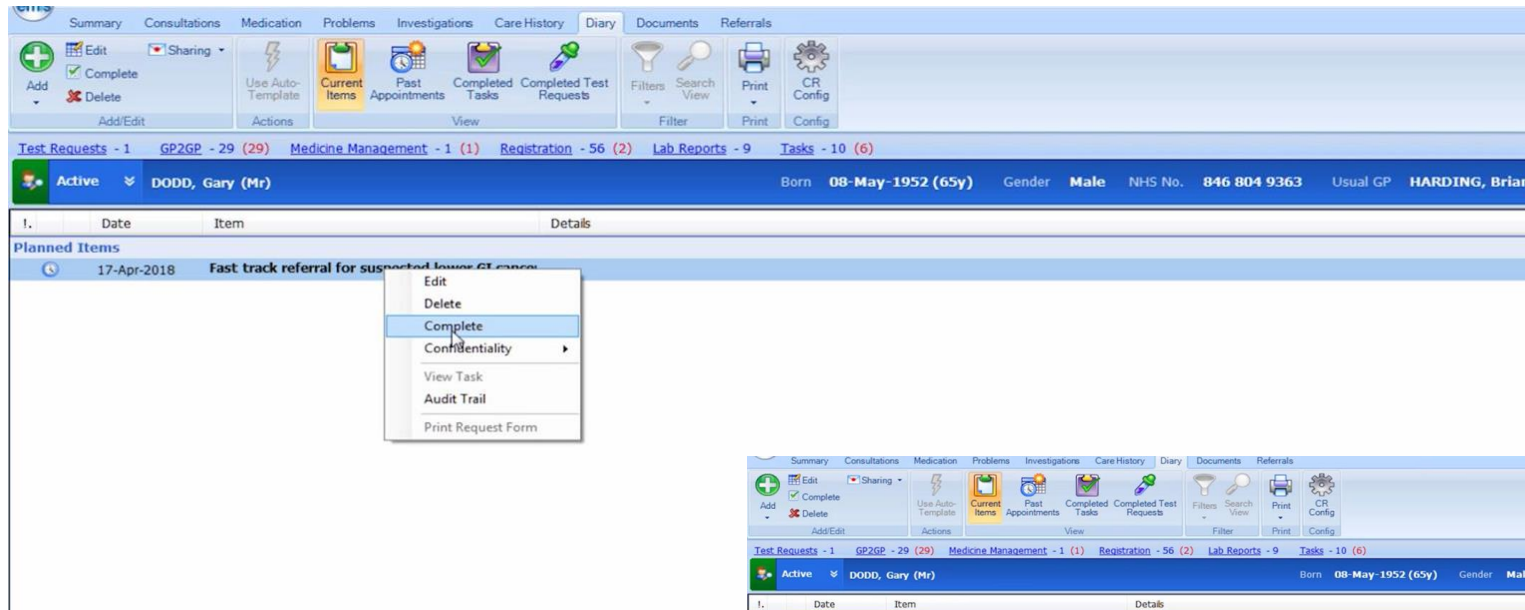 emis
Summary Consultations Medication Problems Investigations Care History Diary Documents Referrals
Add
Edit
Complete
Delete
Sharing
Add/Edit
Use Auto-
Template
Actions
Current
Items
Past
Appointments
Completed
Tasks
Completed Test
Requests
View
Filters
Search
View
Filter
Print
Print
CR
Config
Config
Test Requests - 1 GP2GP - 29 (29) Medicine Management - 1 (1) Registration - 56 (2) Lab Reports - 9 Tasks - 10 (6)
Active DODD, Gary (Mr) Born 08-May-1952 (65y) Gender Male NHS No. 846 804 9363 Usual GP HARDING, Brian
!. Date Item Details
Planned Items
17-Apr-2018 Fast track referral for suspected lower GI cancer
Edit
Delete
Complete
Confidentiality
View Task
Audit Trail
Print Request Form
Summary Consultations Medication Problems Investigations Care History Diary Documents Referrals
Add
Edit
Complete
Delete
Sharing
Add/Edit
Use Auto-
Template
Actions
Current
Items
Past
Appointments
Completed
Tasks
Completed Test
Requests
View
Filters
Search
View
Filter
Print
Print
CR
Config
Config
Test Requests - 1 GP2GP - 29 (29) Medicine Management - 1 (1) Registration - 56 (2) Lab Reports - 9 Tasks - 10 (6)
Active DODD, Gary (Mr) Born 08-May-1952 (65y) Gender Mal
!. Date Item Details